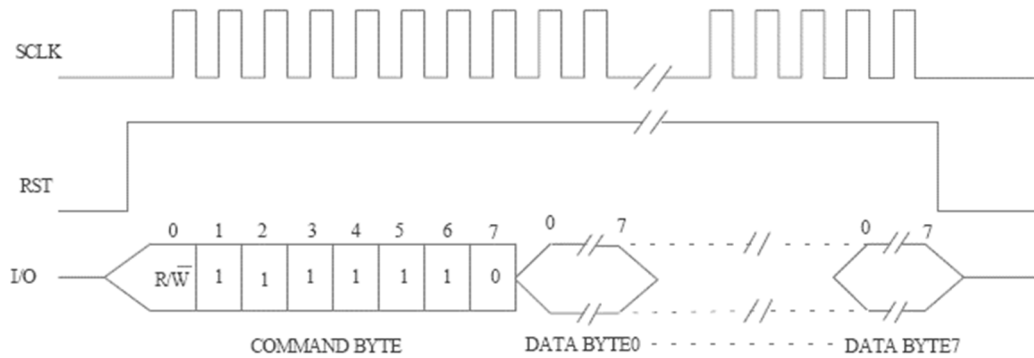 SCLK
RST
0 1 2 3 4 5 6 7 0 7 0 7
I/O R/W̅ 1 1 1 1 1 1 0
COMMAND BYTE DATA BYTE0 DATA BYTE7